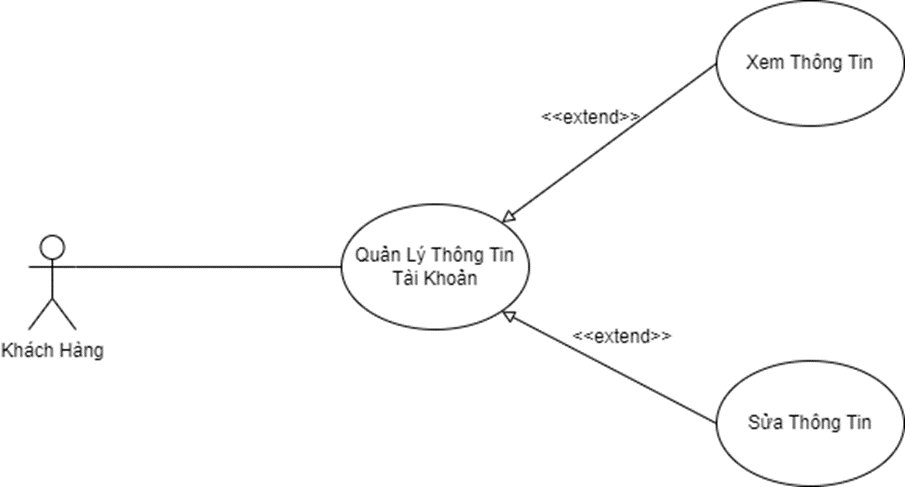 Xem Thông Tin
<<extend>>
Quản Lý Thông Tin
Tài Khoản
<<extend>>
Khách Hàng
Sửa Thông Tin